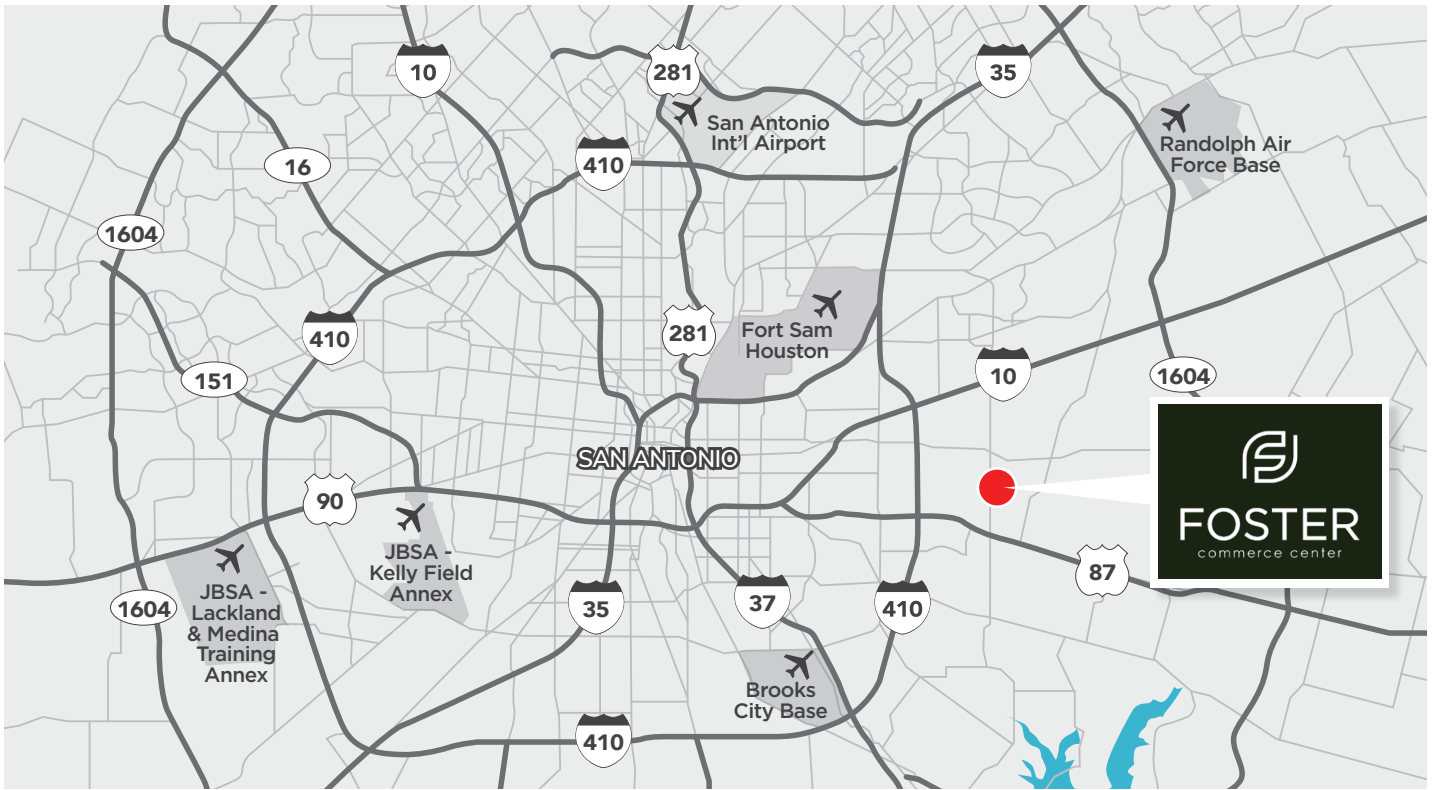 10
281
35
San Antonio
Int'l Airport
Randolph Air
Force Base
16
410
1604
410
281
Fort Sam
Houston
151
10
1604
SAN ANTONIO
90
JBSA -
Kelly Field
Annex
FOSTER
commerce center
87
JBSA -
Lackland
& Medina
Training
Annex
1604
35
37
410
Brooks
City Base
410